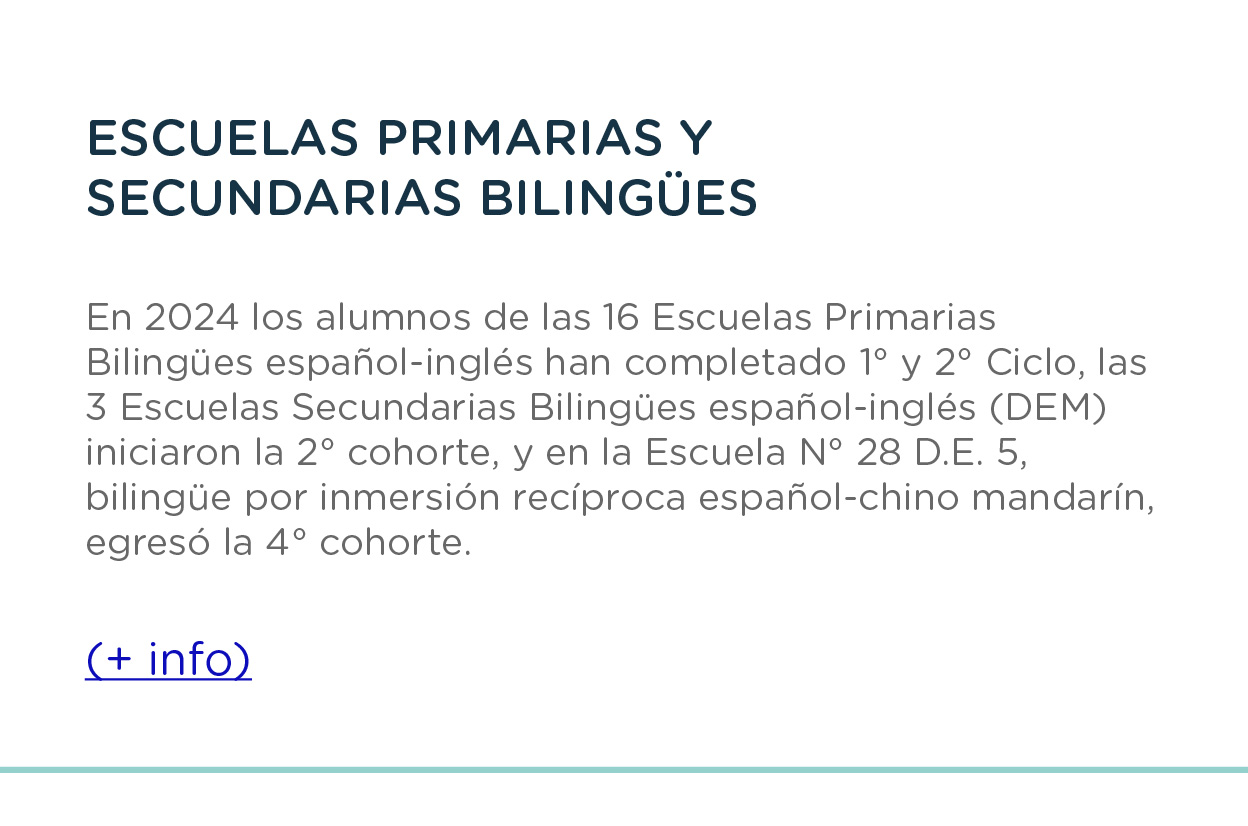 ESCUELAS PRIMARIAS Y
SECUNDARIAS BILINGÜES
En 2024 los alumnos de las 16 Escuelas Primarias
Bilingües español-inglés han completado 1° y 2° Ciclo, las
3 Escuelas Secundarias Bilingües español-inglés (DEM)
iniciaron la 2° cohorte, y en la Escuela N° 28 D.E. 5,
bilingüe por inmersión recíproca español-chino mandarín,
egresó la 4° cohorte.
(+ info)